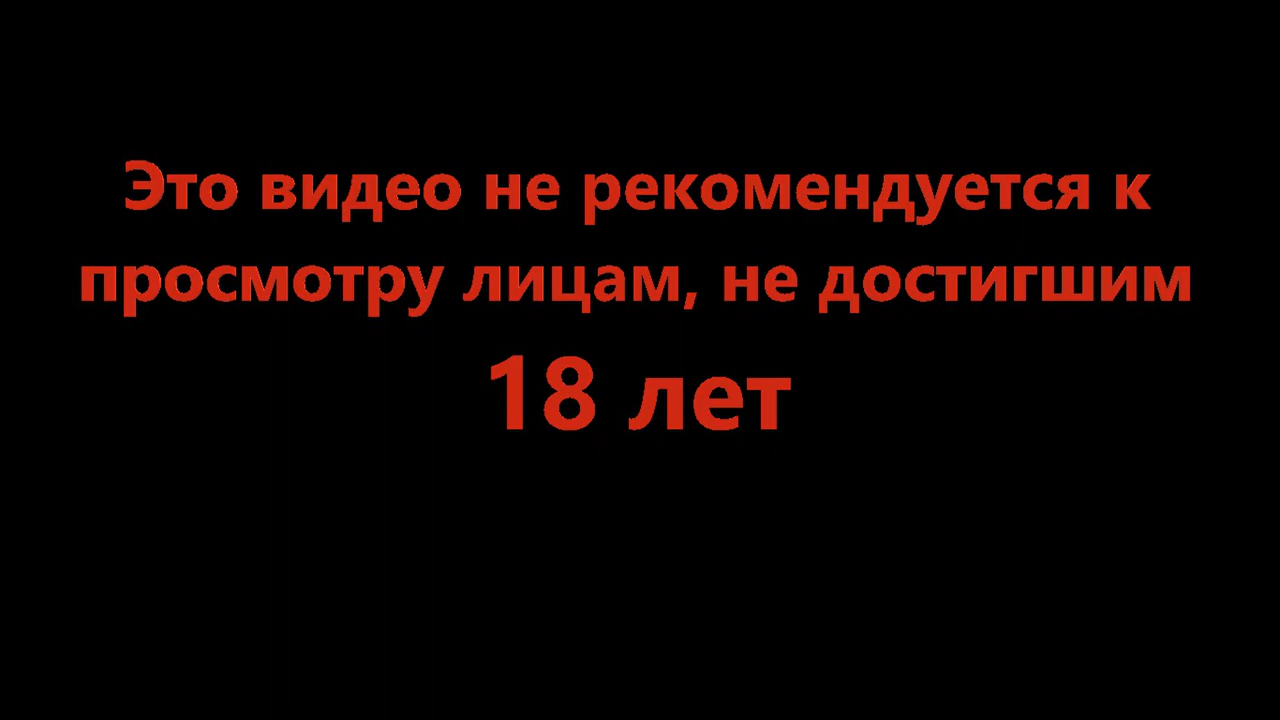 Это видео не рекомендуется к
просмотру лицам, не достигшим
18 лет